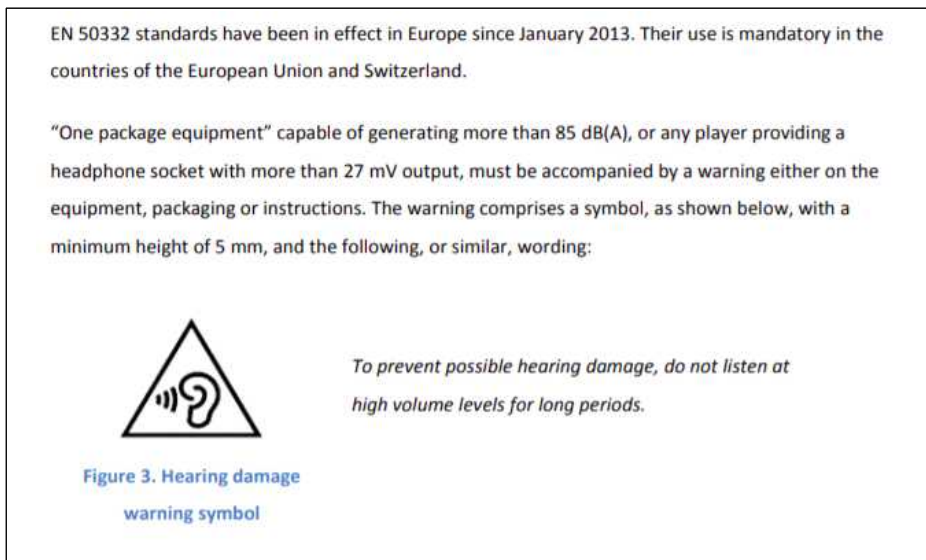 EN 50332 standards have been in effect in Europe since January 2013. Their use is mandatory in the
countries of the European Union and Switzerland.
“One package equipment” capable of generating more than 85 dB(A), or any player providing a
headphone socket with more than 27 mV output, must be accompanied by a warning either on the
equipment, packaging or instructions. The warning comprises a symbol, as shown below, with a
minimum height of 5 mm, and the following, or similar, wording:
To prevent possible hearing damage, do not listen at
high volume levels for long periods.
Figure 3. Hearing damage
warning symbol